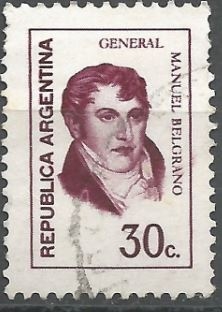 REPUBLICA ARGENTINA
GENERAL
MANUEL BELGRANO
30c.